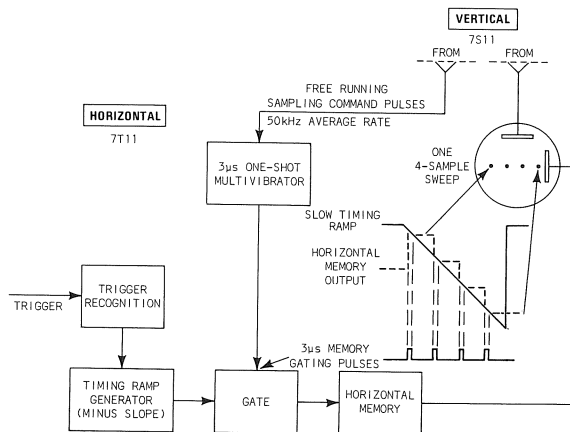 VERTICAL
7S11
FROM
FROM
FREE RUNNING
SAMPLING COMMAND PULSES
50kHz AVERAGE RATE
HORIZONTAL
7T11
3µs ONE-SHOT
MULTIVIBRATOR
ONE
4-SAMPLE
SWEEP
SLOW TIMING
RAMP
HORIZONTAL
MEMORY
OUTPUT
TRIGGER
TRIGGER
RECOGNITION
3µs MEMORY
GATING PULSES
TIMING RAMP
GENERATOR
(MINUS SLOPE)
GATE
HORIZONTAL
MEMORY